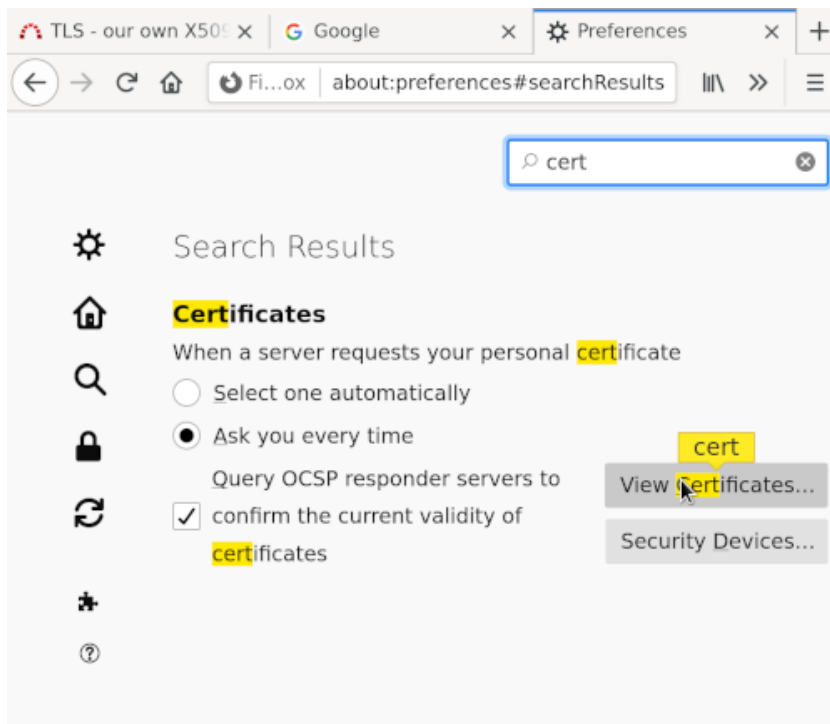 TLS - our own X509
Google
Preferences
Fi...ox
about:preferences#searchResults
cert
Search Results
Certificates
When a server requests your personal certificate
Select one automatically
Ask you every time
cert
Query OCSP responder servers to
confirm the current validity of
certificates
View Certificates...
Security Devices...